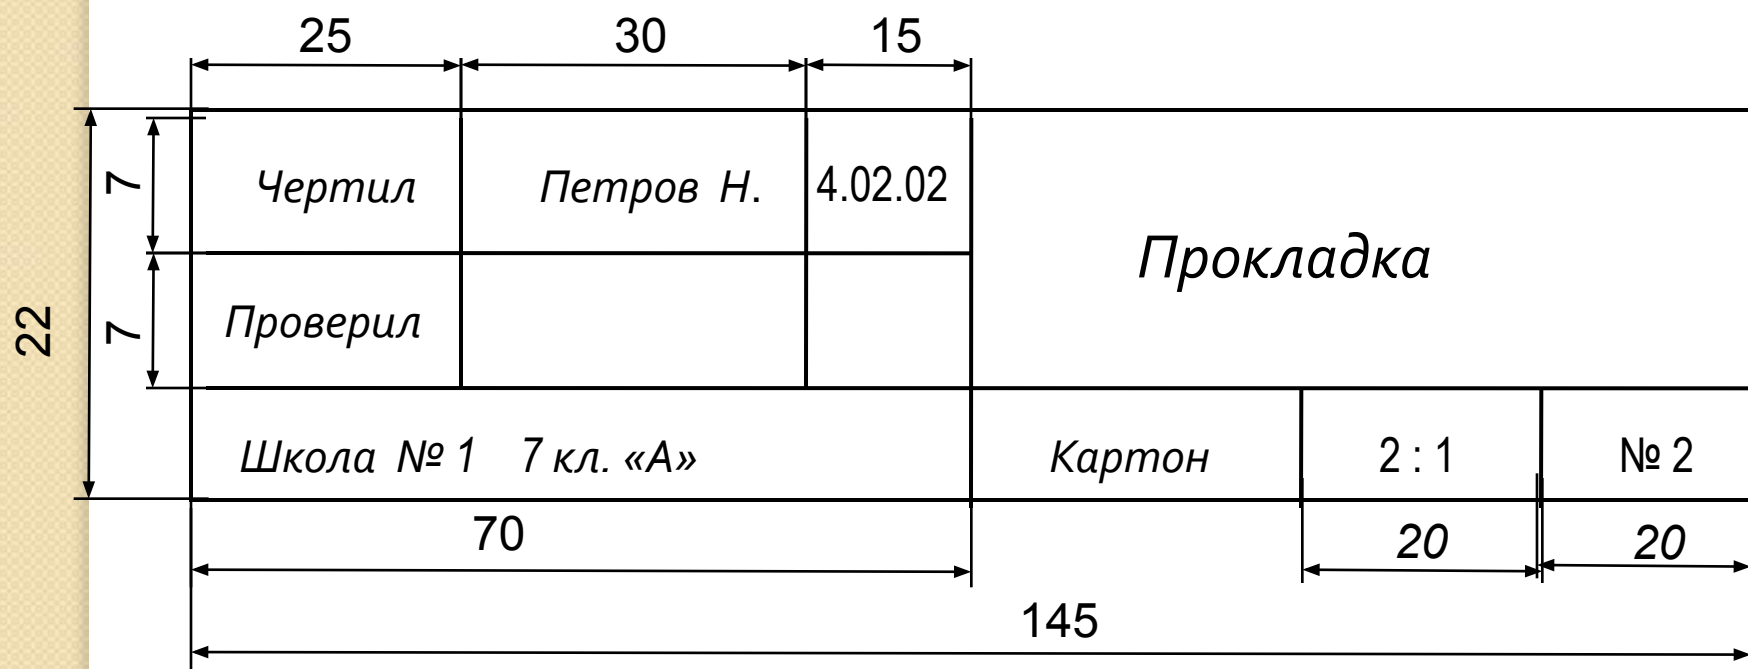 25 30 15
7 Чертил Петров Н. 4.02.02
Прокладка
22 7 Проверил
Школа № 1 7 кл. «А» Картон 2 : 1 № 2
70 20 20
145